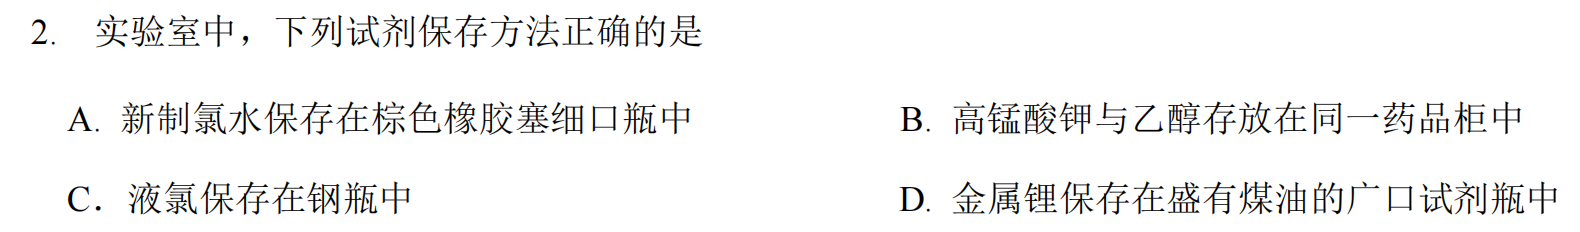 2. 实验室中，下列试剂保存方法正确的是
A. 新制氯水保存在棕色橡胶塞细口瓶中 B. 高锰酸钾与乙醇存放在同一药品柜中
C. 液氯保存在钢瓶中 D. 金属锂保存在盛有煤油的广口试剂瓶中